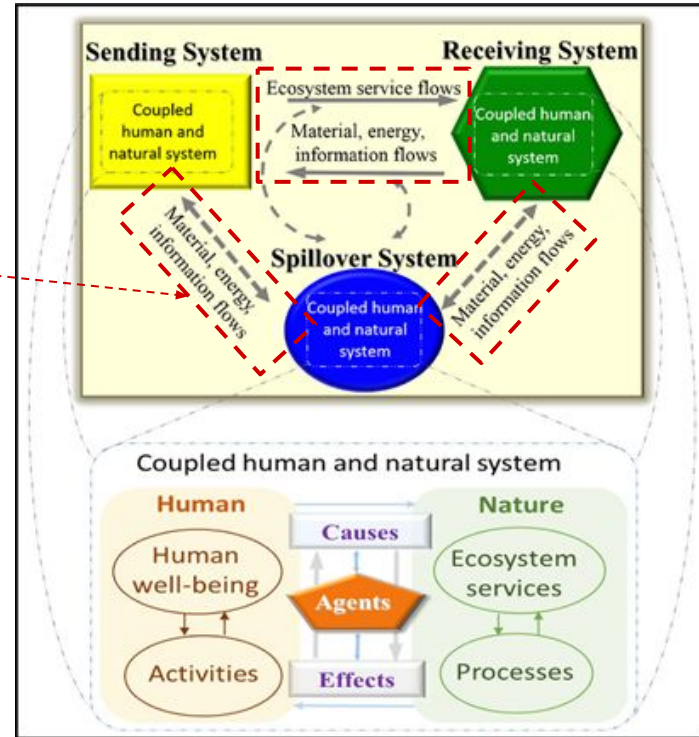 Sending System
Receiving System
Coupled
human and
natural system
Ecosystem service flows
Material, energy,
information flows
Coupled human
and natural
system
Material, energy,
information flows
Spillover System
Coupled human
and natural
system
Material, energy,
information flows
Coupled human and natural system
Human
Causes
Nature
Human
well-being
Ecosystem
services
Agents
Activities
Effects
Processes